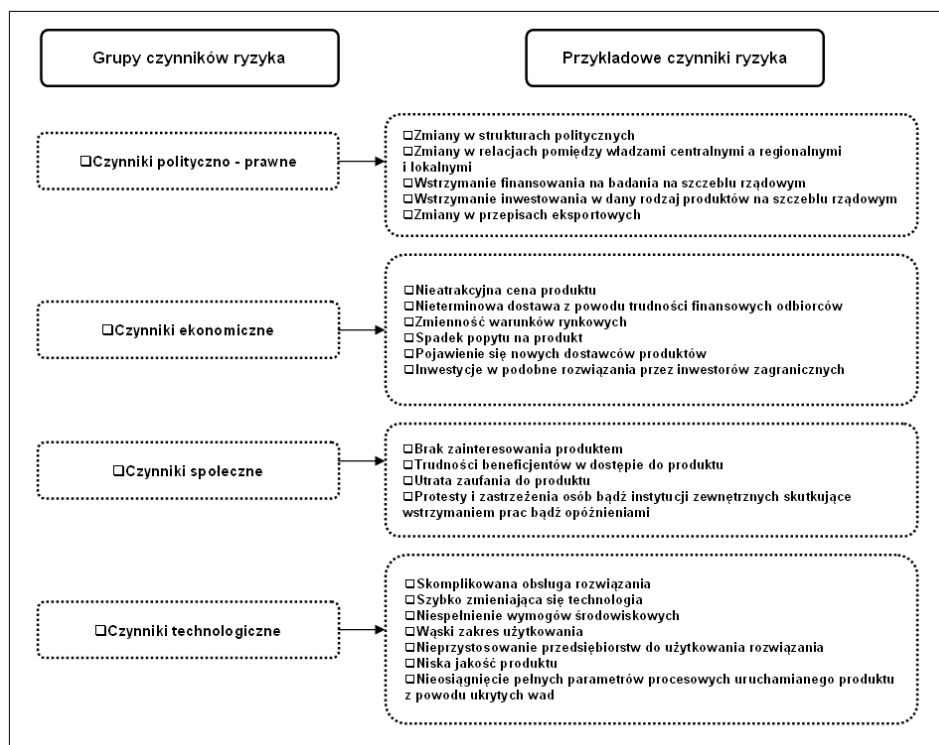 Grupy czynników ryzyka
Przykładowe czynniki ryzyka
❑Czynniki polityczno - prawne
❑Zmiany w strukturach politycznych
❑Zmiany w relacjach pomiędzy władzami centralnymi a regionalnymi
i lokalnymi
❑Wstrzymanie finansowania na badania na szczeblu rządowym
❑Wstrzymanie inwestowania w dany rodzaj produktów na szczeblu rządowym
❑Zmiany w przepisach eksportowych
❑Czynniki ekonomiczne
❑Nieatrakcyjna cena produktu
❑Nieterminowa dostawa z powodu trudności finansowych odbiorców
❑Zmienność warunków rynkowych
❑Spadek popytu na produkt
❑Pojawienie się nowych dostawców produktów
❑Inwestycje w podobne rozwiązania przez inwestorów zagranicznych
❑Czynniki społeczne
❑Brak zainteresowania produktem
❑Trudności beneficjentów w dostępie do produktu
❑Utrata zaufania do produktu
❑Protesty i zastrzeżenia osób bądź instytucji zewnętrznych skutkujące
wstrzymaniem prac bądź opóźnieniami
❑Czynniki technologiczne
❑Skomplikowana obsługa rozwiązania
❑Szybko zmieniająca się technologia
❑Niespełnienie wymogów środowiskowych
❑Wąski zakres użytkowania
❑Nieprzystosowanie przedsiębiorstw do użytkowania rozwiązania
❑Niska jakość produktu
❑Nieosiągnięcie pełnych parametrów procesowych uruchamianego produktu
z powodu ukrytych wad